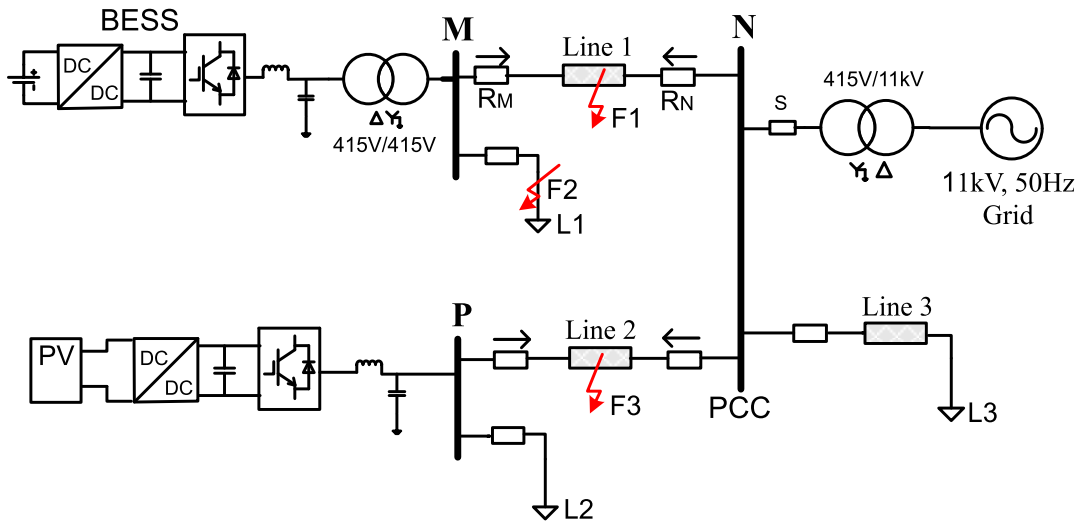 BESS
DC
DC
Δ Y
415V/415V
M
RM
Line 1
F1
RN
N
S
415V/11kV
Y Δ
11kV, 50Hz
Grid
F2
L1
PV
DC
DC
P
Line 2
F3
PCC
Line 3
L3
L2